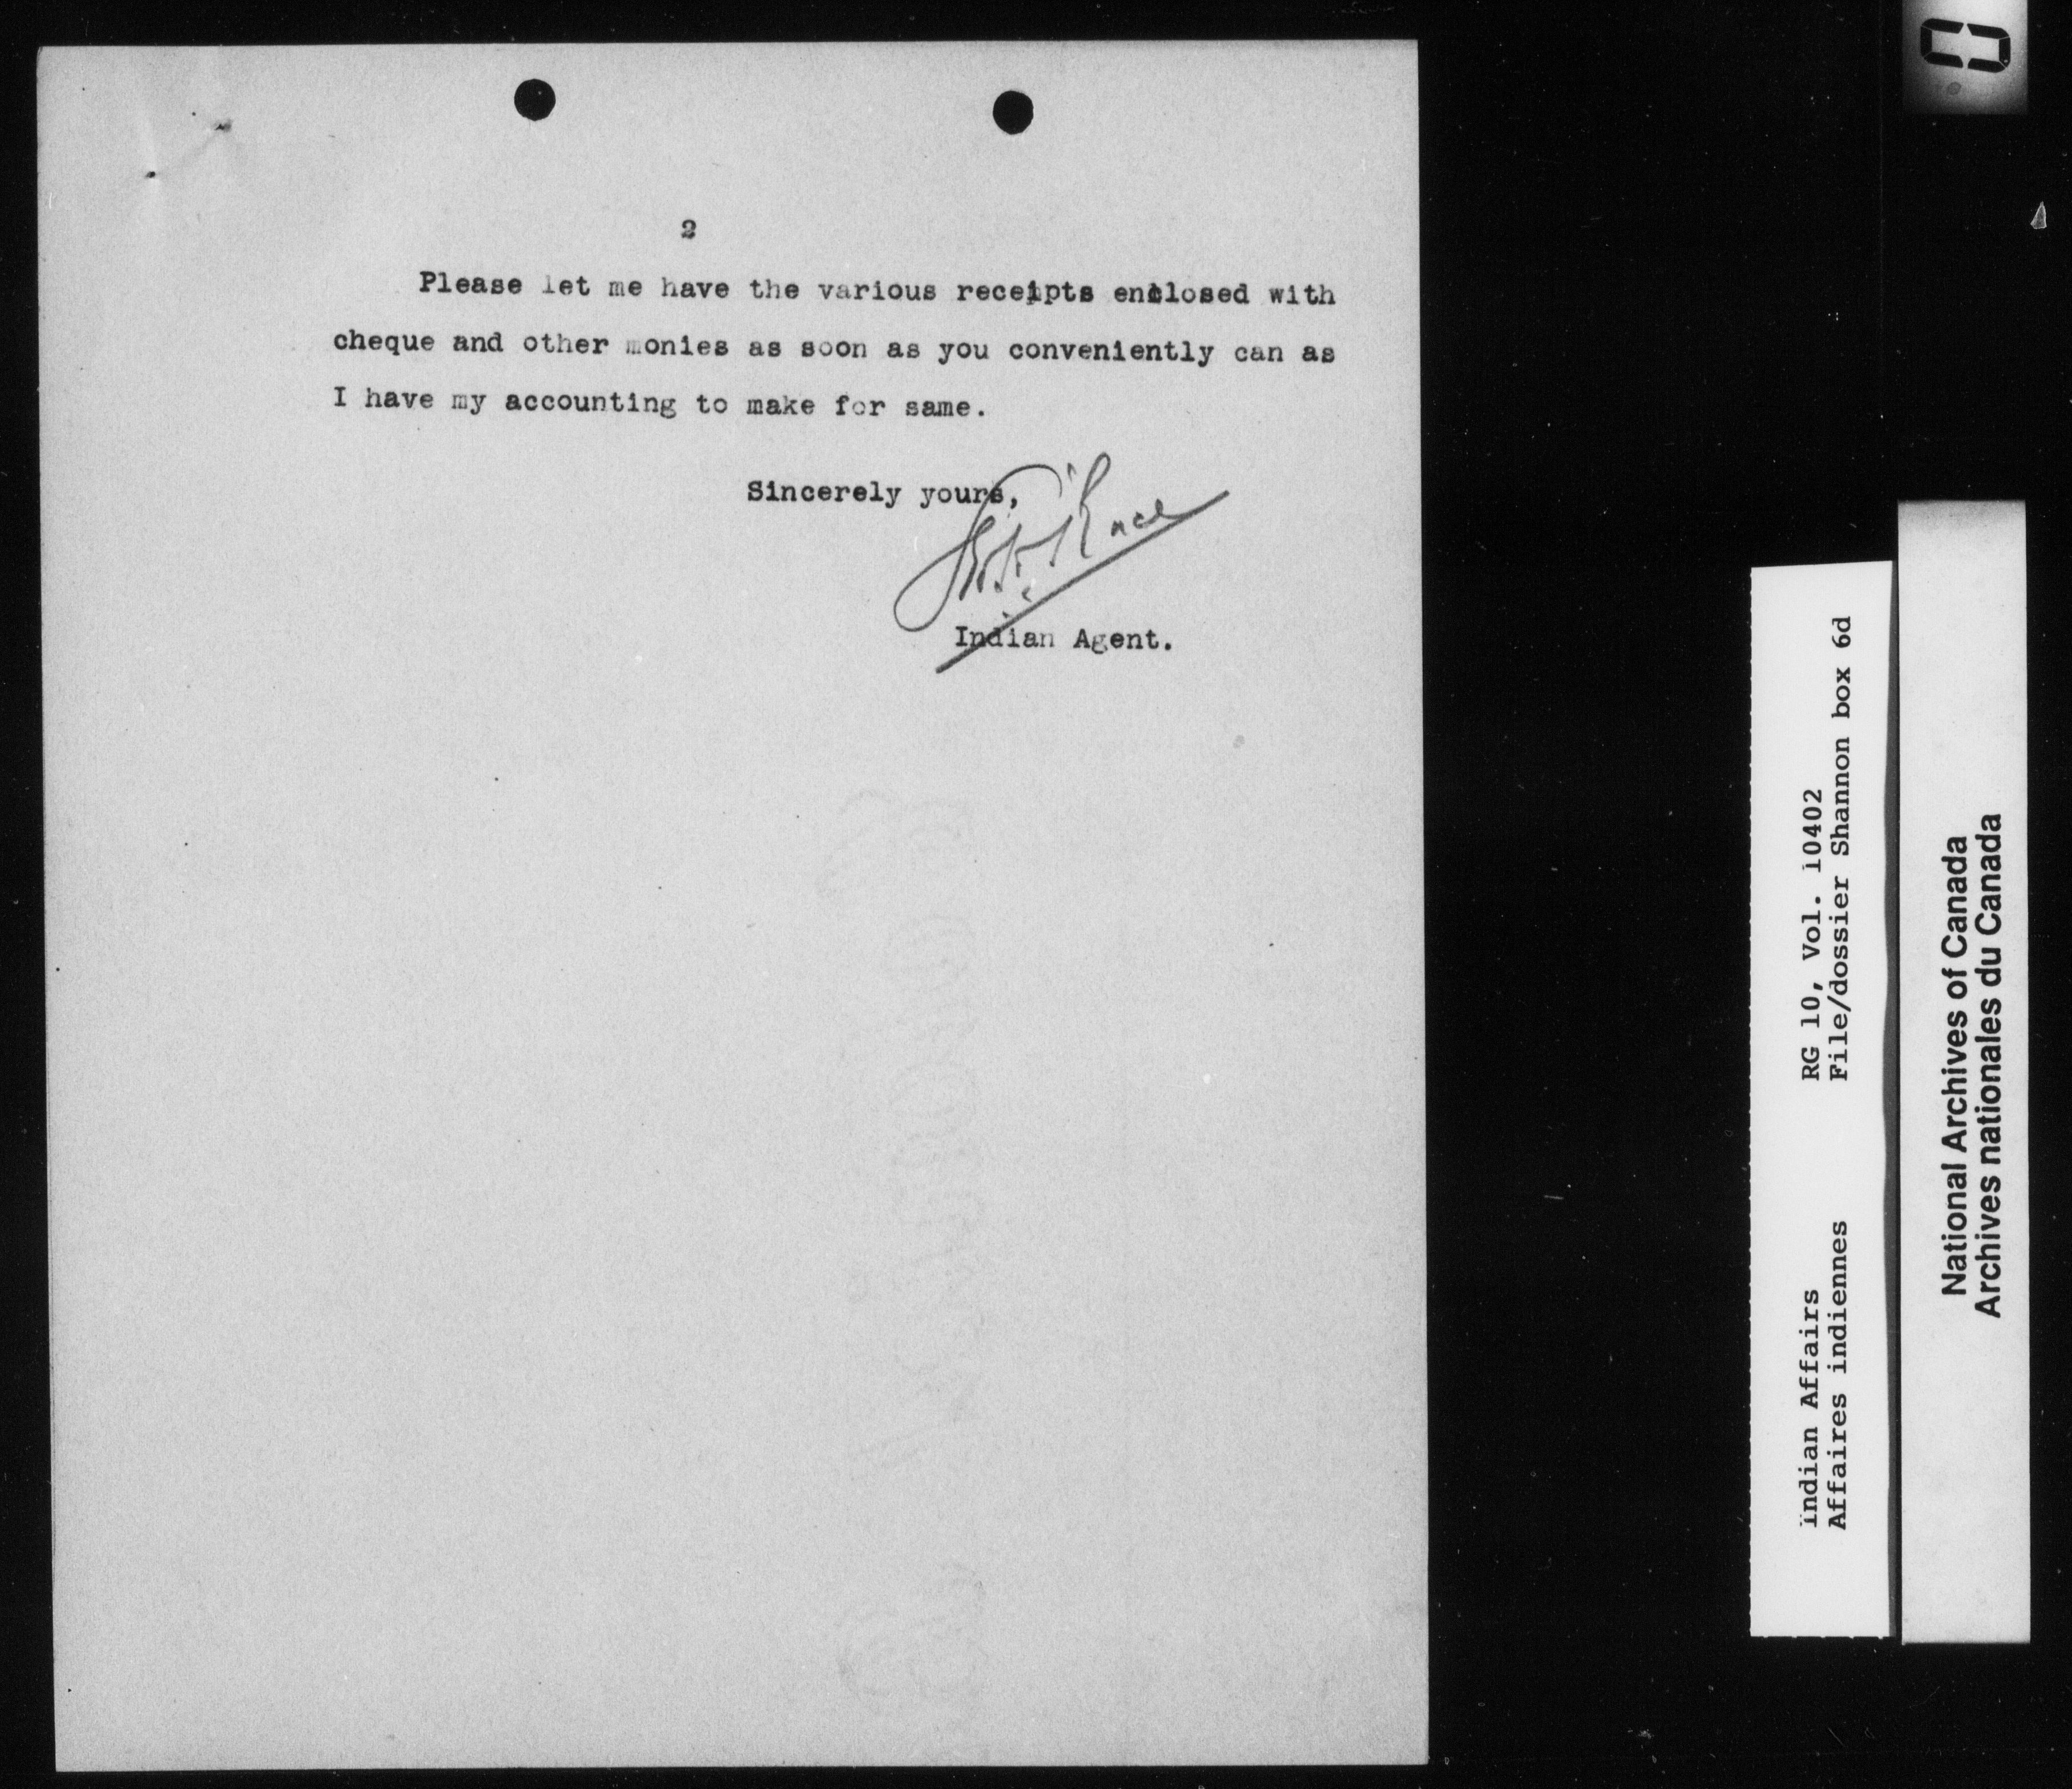 2
Please let me have the various receipts enclosed with
cheque and other monies as soon as you conveniently can as
I have my accounting to make for same.
Sincerely yours,
Indian Agent.
Indian Affairs
Affaires indiennes
RG 10, Vol. 10402
File/dossier Shannon box 6d
National Archives of Canada
Archives nationales du Canada